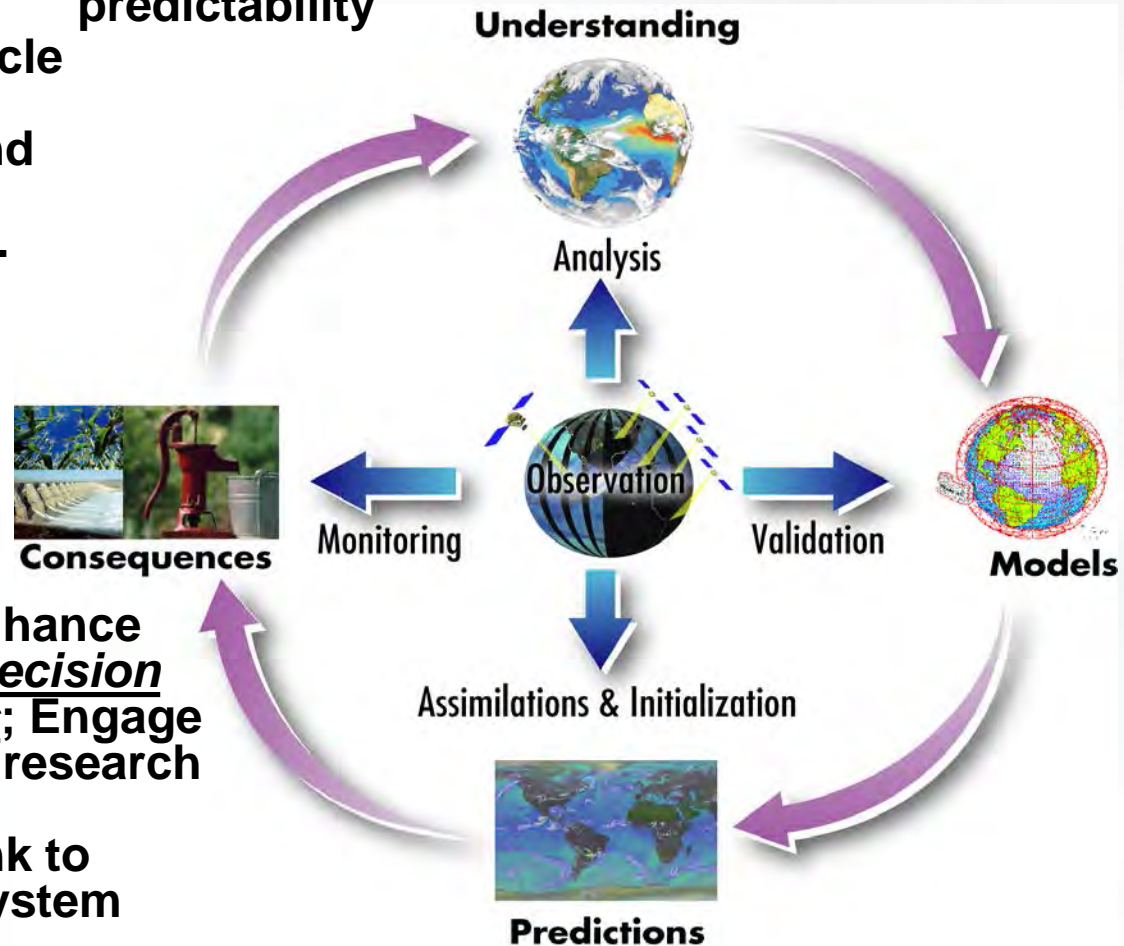 predictability
cle
nd
.
hance
ecision
; Engage
research
nk to
ystem
Understanding
Analysis
Observation
Monitoring
Validation
Consequences
Models
Assimilations & Initialization
Predictions